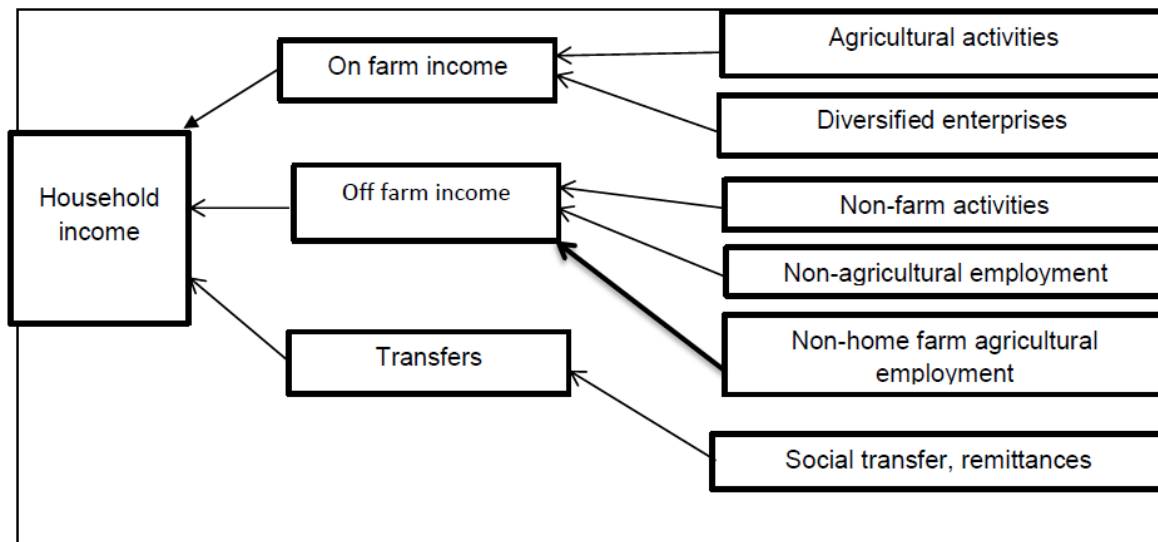 Agricultural activities
On farm income
Diversified enterprises
Household
income
Off farm income
Non-farm activities
Non-agricultural employment
Non-home farm agricultural
employment
Transfers
Social transfer, remittances